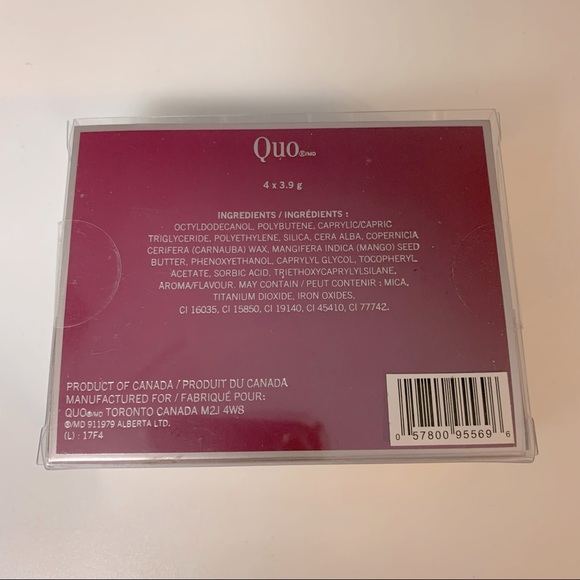 Quo®/MD
4 x 3.9 g
INGREDIENTS / INGRÉDIENTS :
OCTYLDODECANOL, POLYBUTENE, CAPRYLIC/CAPRIC
TRIGLYCERIDE, POLYETHYLENE, SILICA, CERA ALBA, COPERNICIA
CERIFERA (CARNAUBA) WAX, MANGIFERA INDICA (MANGO) SEED
BUTTER, PHENOXYETHANOL, CAPRYLYL GLYCOL, TOCOPHERYL
ACETATE, SORBIC ACID, TRIETHOXYCAPRYLYLSILANE,
AROMA/FLAVOUR. MAY CONTAIN / PEUT CONTENIR : MICA,
TITANIUM DIOXIDE, IRON OXIDES,
CI 16035, CI 15850, CI 19140, CI 45410, CI 77742.
PRODUCT OF CANADA / PRODUIT DU CANADA
MANUFACTURED FOR / FABRIQUÉ POUR:
QUO®/MD TORONTO CANADA M2J 4W8
®/MD 911979 ALBERTA LTD.
(L) : 17F4
0 57800 95569 6